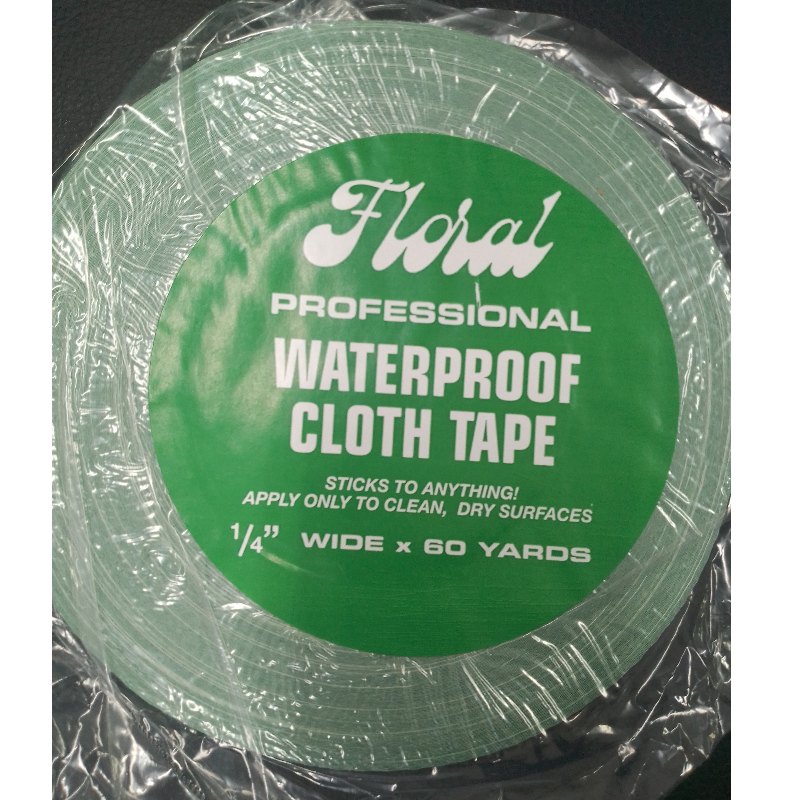 Floral
PROFESSIONAL
WATERPROOF
CLOTH TAPE
STICKS TO ANYTHING!
APPLY ONLY TO CLEAN, DRY SURFACES
1/4" WIDE x 60 YARDS